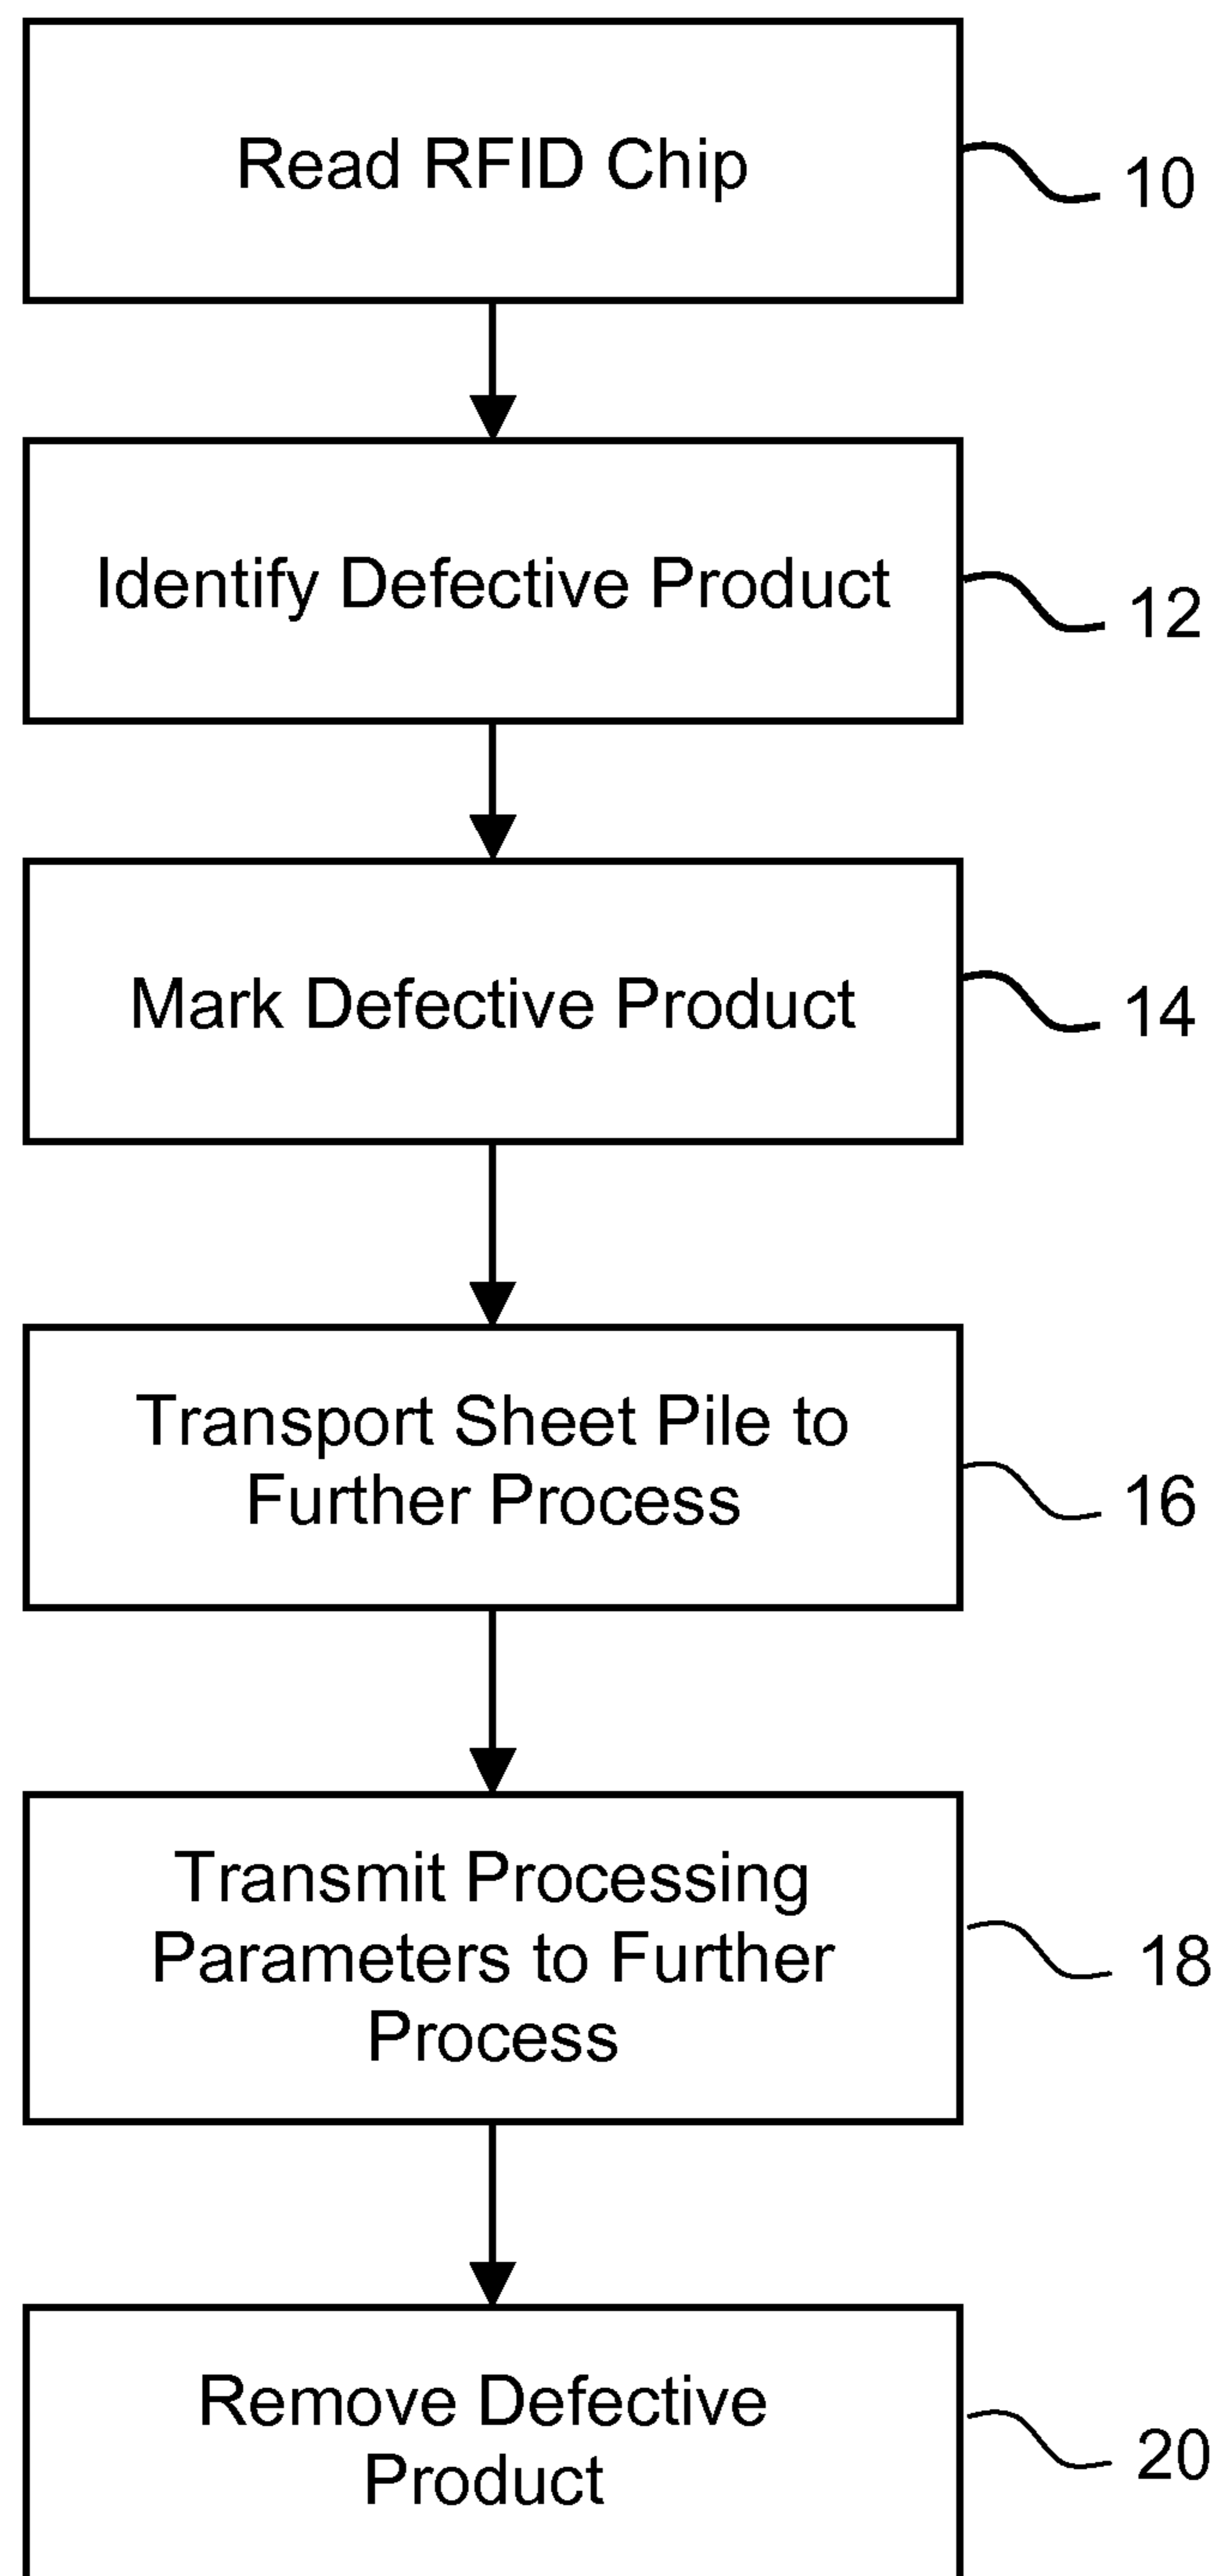 Read RFID Chip
10
Identify Defective Product
12
Mark Defective Product
14
Transport Sheet Pile to
Further Process
16
Transmit Processing
Parameters to Further
Process
18
Remove Defective
Product
20